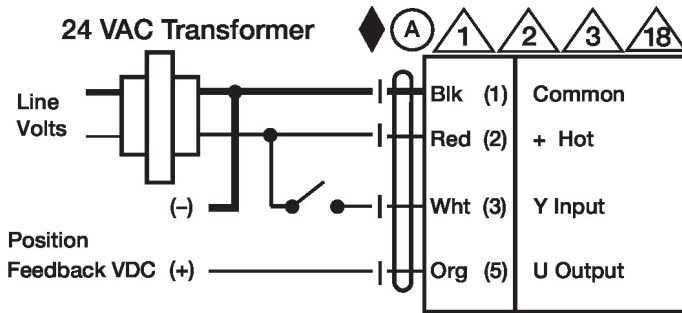 24 VAC Transformer A 1 2 3 18
Line
Volts
Blk (1) Common
Red (2) + Hot
(–) Wht (3) Y Input
Position
Feedback VDC (+) Org (5) U Output